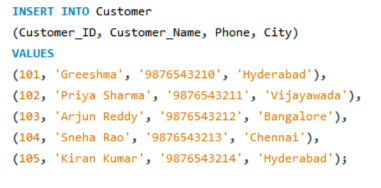 INSERT INTO Customer
(Customer_ID, Customer_Name, Phone, City)
VALUES
(101, 'Greeshma', '9876543210', 'Hyderabad'),
(102, 'Priya Sharma', '9876543211', 'Vijayawada'),
(103, 'Arjun Reddy', '9876543212', 'Bangalore'),
(104, 'Sneha Rao', '9876543213', 'Chennai'),
(105, 'Kiran Kumar', '9876543214', 'Hyderabad');